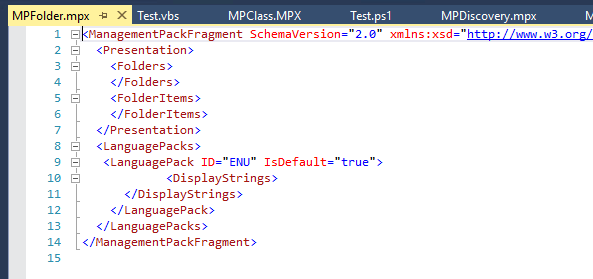 MPFolder.mpx Test.vbs MPClass.MPX Test.ps1 MPDiscovery.mpx
1 <ManagementPackFragment SchemaVersion="2.0" xmlns:xsd="http://www.w3.org/
2 <Presentation>
3 <Folders>
4 </Folders>
5 <FolderItems>
6 </FolderItems>
7 </Presentation>
8 <LanguagePacks>
9 <LanguagePack ID="ENU" IsDefault="true">
10 <DisplayStrings>
11 </DisplayStrings>
12 </LanguagePack>
13 </LanguagePacks>
14 </ManagementPackFragment>
15